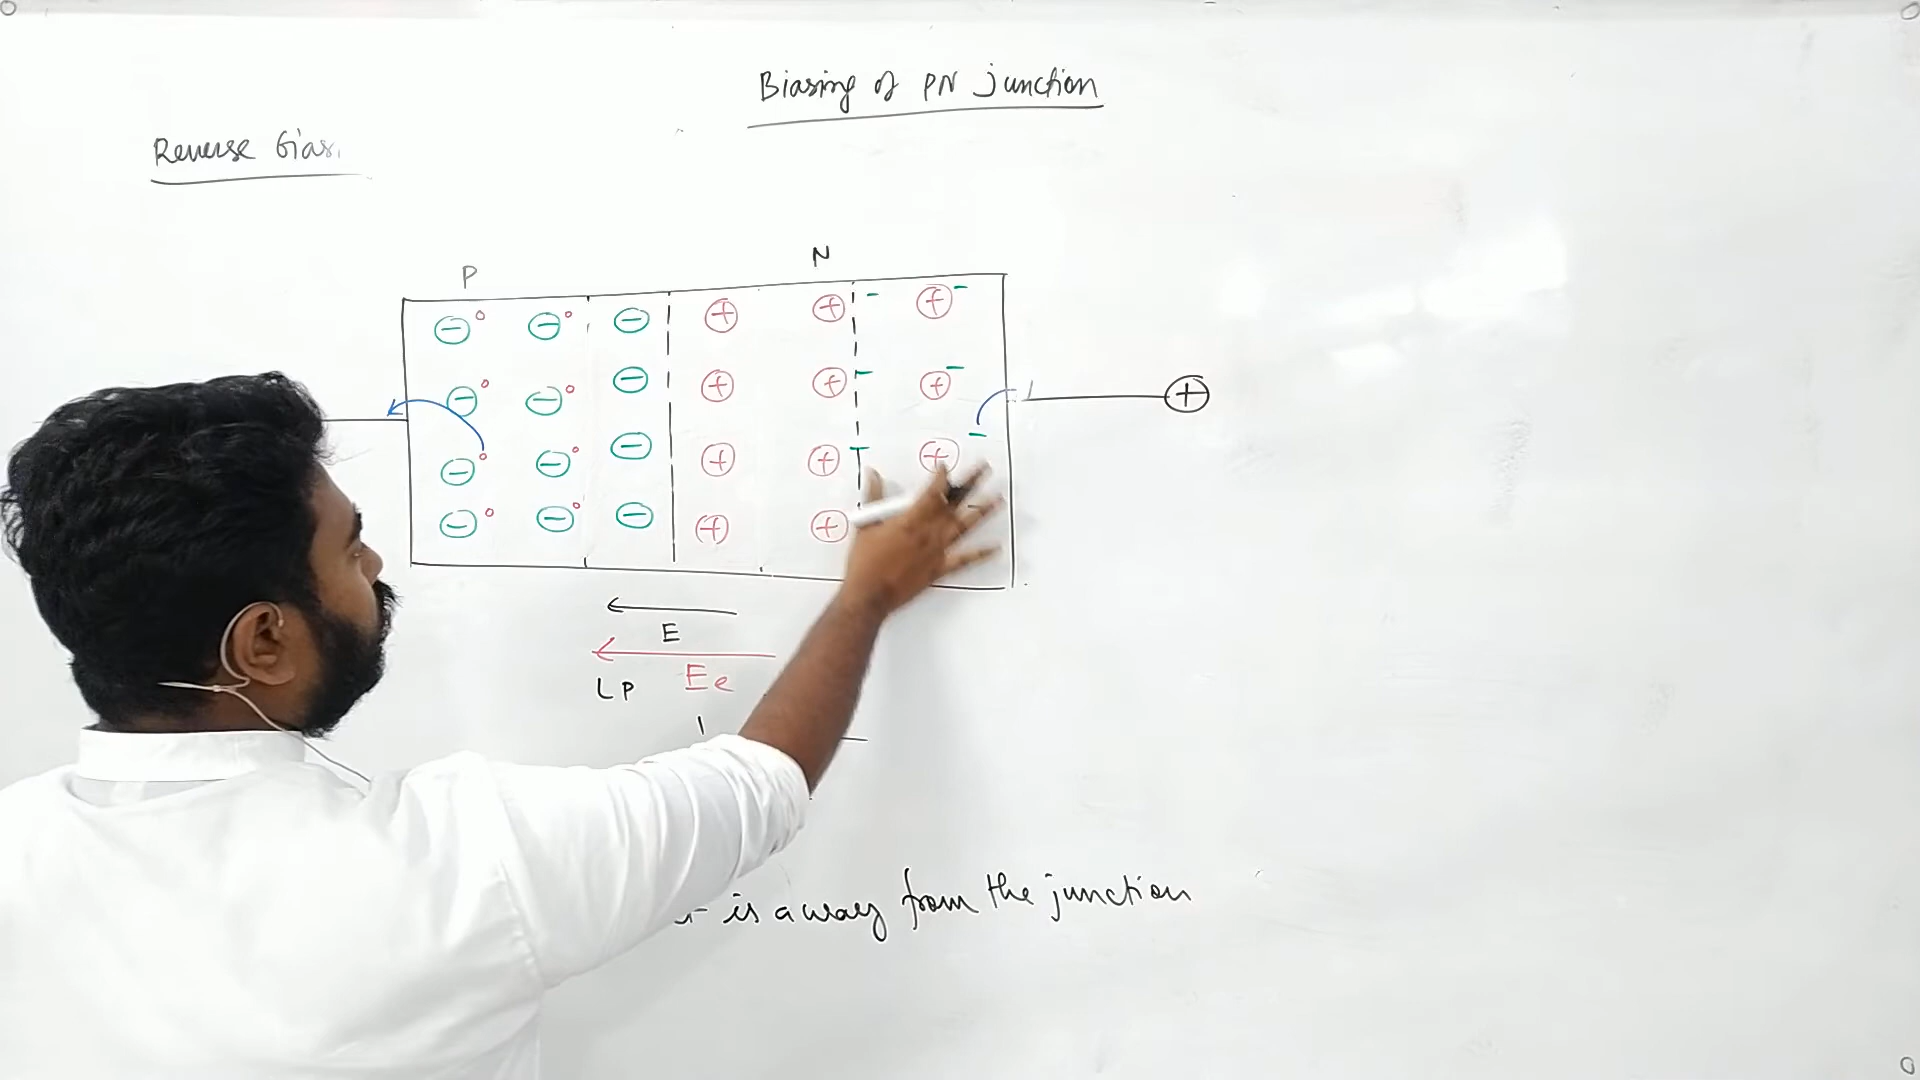 Biasing of PN junction
Reverse bias.
P
N
E
Ee
LP
is away from the junction